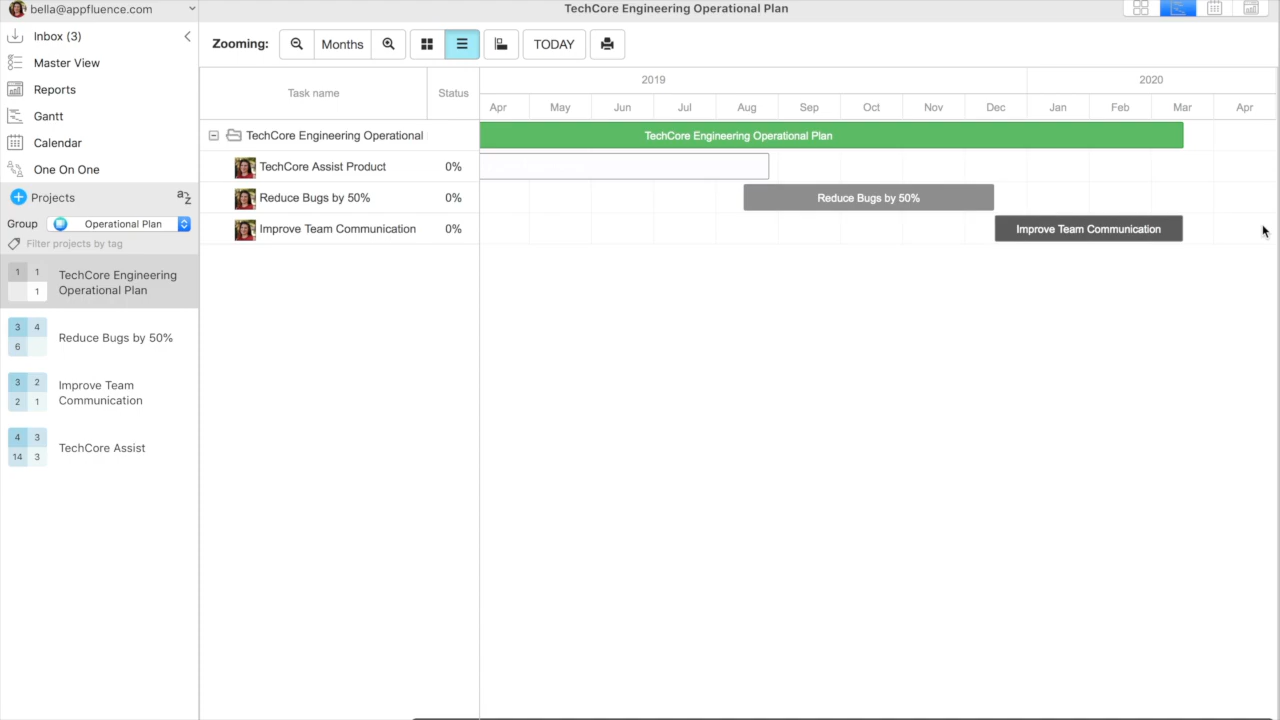 bella@appfluence.com
TechCore Engineering Operational Plan
Inbox (3)
Master View
Reports
Gantt
Calendar
One On One
Projects
Group Operational Plan
Filter projects by tag
1 1
1
TechCore Engineering
Operational Plan
3 4
6
Reduce Bugs by 50%
3 2
2 1
Improve Team
Communication
4 3
14 3
TechCore Assist
Zooming: Months TODAY
Task name Status
2019 2020
Apr May Jun Jul Aug Sep Oct Nov Dec Jan Feb Mar Apr
TechCore Engineering Operational TechCore Engineering Operational Plan
TechCore Assist Product 0%
Reduce Bugs by 50% 0% Reduce Bugs by 50%
Improve Team Communication 0% Improve Team Communication